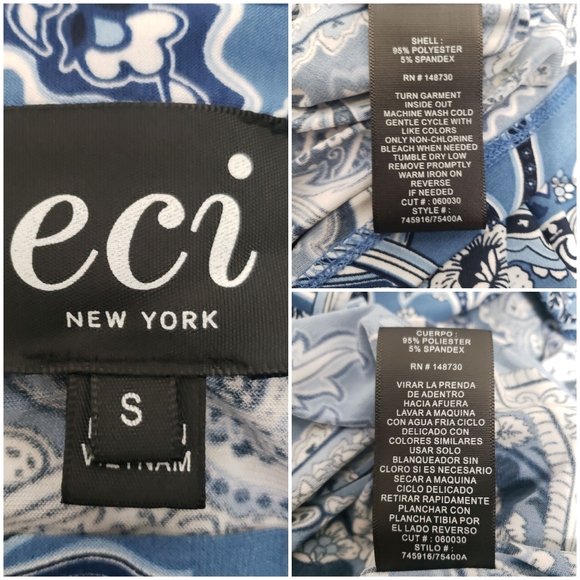 eci
NEW YORK
S
VIETNAM
SHELL :
95% POLYESTER
5% SPANDEX
RN # 148730
TURN GARMENT
INSIDE OUT
MACHINE WASH COLD
GENTLE CYCLE WITH
LIKE COLORS
ONLY NON-CHLORINE
BLEACH WHEN NEEDED
TUMBLE DRY LOW
REMOVE PROMPTLY
WARM IRON ON
REVERSE
IF NEEDED
CUT # : 060030
STYLE # :
745916/75400A
CUERPO :
95% POLIESTER
5% SPANDEX
RN # 148730
VIRAR LA PRENDA
DE ADENTRO
HACIA AFUERA
LAVAR A MAQUINA
CON AGUA FRIA CICLO
DELICADO CON
COLORES SIMILARES
USAR SOLO
BLANQUEADOR SIN
CLORO SI ES NECESARIO
SECAR A MAQUINA
CICLO DELICADO
RETIRAR RAPIDAMENTE
PLANCHAR CON
PLANCHA TIBIA POR
EL LADO REVERSO
CUT # : 060030
STILO # :
745916/75400A